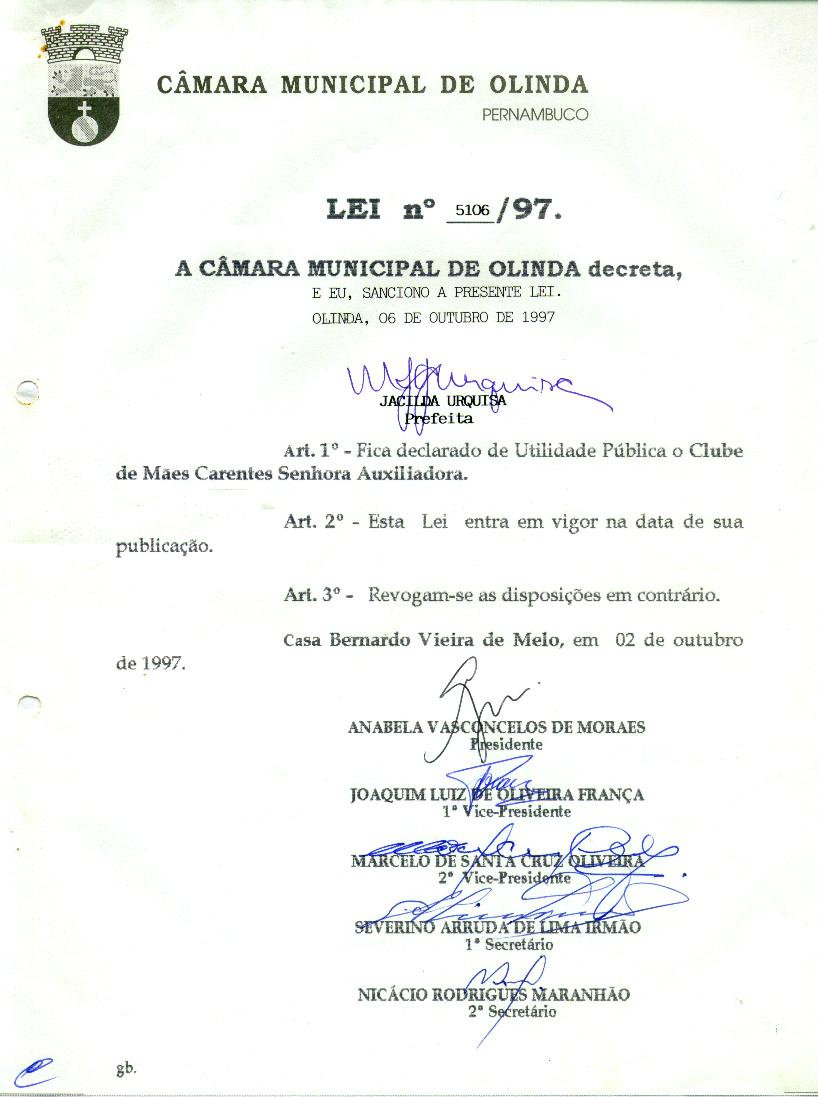 CÂMARA MUNICIPAL DE OLINDA
PERNAMBUCO
LEI nº 5106/97.
A CÂMARA MUNICIPAL DE OLINDA decreta,
E EU, SANCIONO A PRESENTE LEI.
OLINDA, 06 DE OUTUBRO DE 1997
JACILDA URQUISA
Prefeita
Art. 1º - Fica declarado de Utilidade Pública o Clube
de Mães Carentes Senhora Auxiliadora.
Art. 2º - Esta Lei entra em vigor na data de sua
publicação.
Art. 3º - Revogam-se as disposições em contrário.
Casa Bernardo Vieira de Melo, em 02 de outubro
de 1997.
ANABELA VASCONCELOS DE MORAES
Presidente
JOAQUIM LUIZ DE OLIVEIRA FRANÇA
1º Vice-Presidente
MARCELO DE SANTA CRUZ OLIVEIRA
2º Vice-Presidente
SEVERINO ARRUDA DE LIMA IRMÃO
1º Secretário
NICÁCIO RODRIGUES MARANHÃO
2º Secretário
gb.